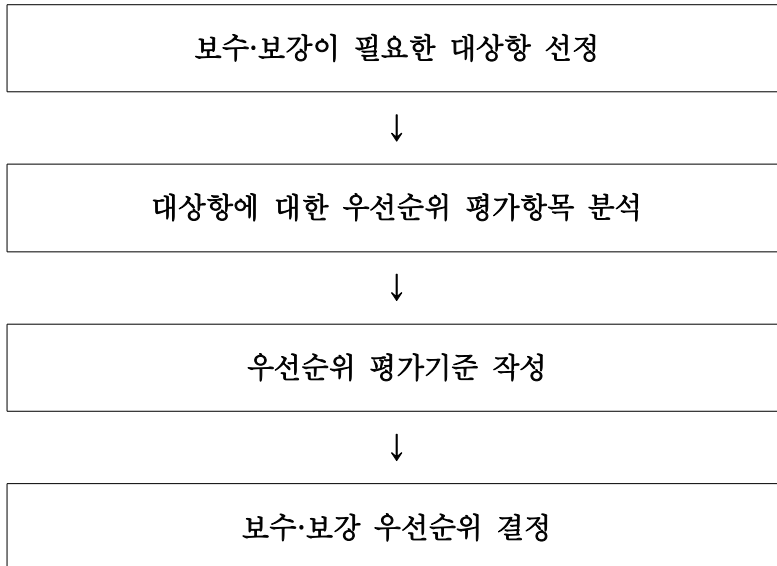 보수·보강이 필요한 대상항 선정
↓
대상항에 대한 우선순위 평가항목 분석
↓
우선순위 평가기준 작성
↓
보수·보강 우선순위 결정